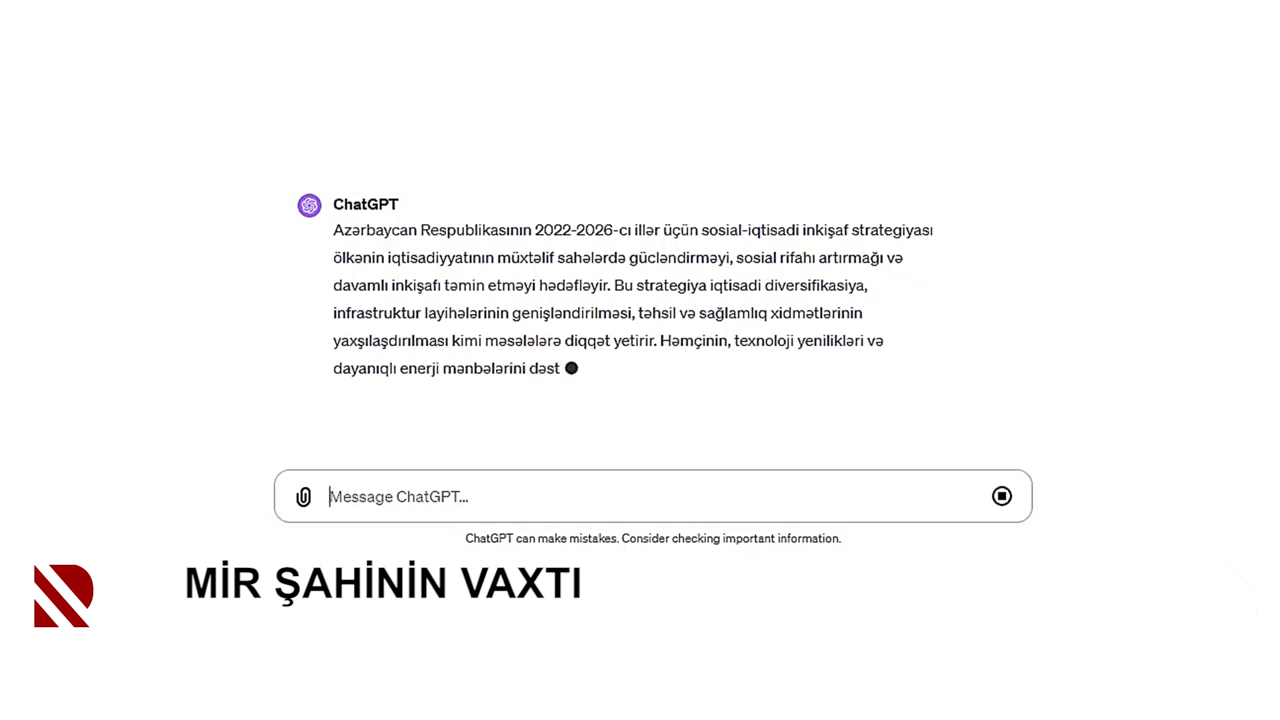 ChatGPT
Azərbaycan Respublikasının 2022-2026-cı illər üçün sosial-iqtisadi inkişaf strategiyası
ölkənin iqtisadiyyatının müxtəlif sahələrdə gücləndirməyi, sosial rifahı artırmağı və
davamlı inkişafı təmin etməyi hədəfləyir. Bu strategiya iqtisadi diversifikasiya,
infrastruktur layihələrinin genişləndirilməsi, təhsil və sağlamlıq xidmətlərinin
yaxşılaşdırılması kimi məsələlərə diqqət yetirir. Həmçinin, texnoloji yenilikləri və
dayanıqlı enerji mənbələrini dəst
Message ChatGPT...
ChatGPT can make mistakes. Consider checking important information.
MİR ŞAHİNİN VAXTI